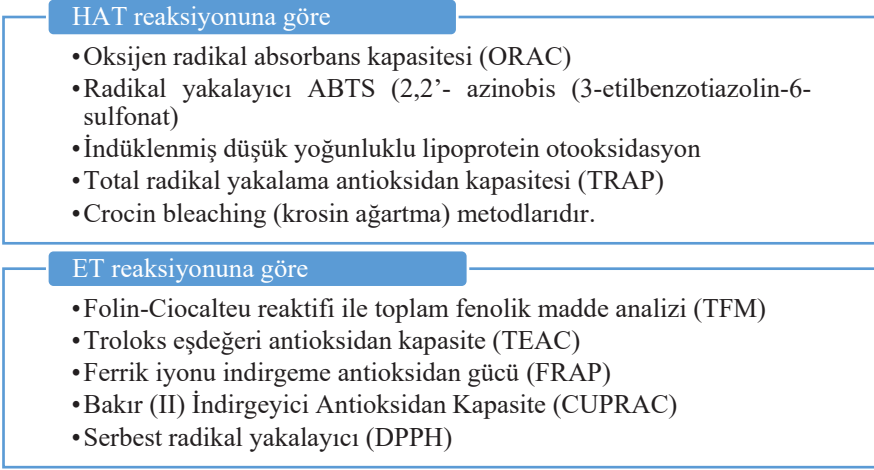 HAT reaksiyonuna göre
•Oksijen radikal absorbans kapasitesi (ORAC)
•Radikal yakalayıcı ABTS (2,2’- azinobis (3-etilbenzotiazolin-6-
sulfonat)
•İndüklenmiş düşük yoğunluklu lipoprotein otooksidasyon
•Total radikal yakalama antioksidan kapasitesi (TRAP)
•Crocin bleaching (krosin ağartma) metodlarıdır.
ET reaksiyonuna göre
•Folin-Ciocalteu reaktifi ile toplam fenolik madde analizi (TFM)
•Troloks eşdeğeri antioksidan kapasite (TEAC)
•Ferrik iyonu indirgeme antioksidan gücü (FRAP)
•Bakır (II) İndirgeyici Antioksidan Kapasite (CUPRAC)
•Serbest radikal yakalayıcı (DPPH)